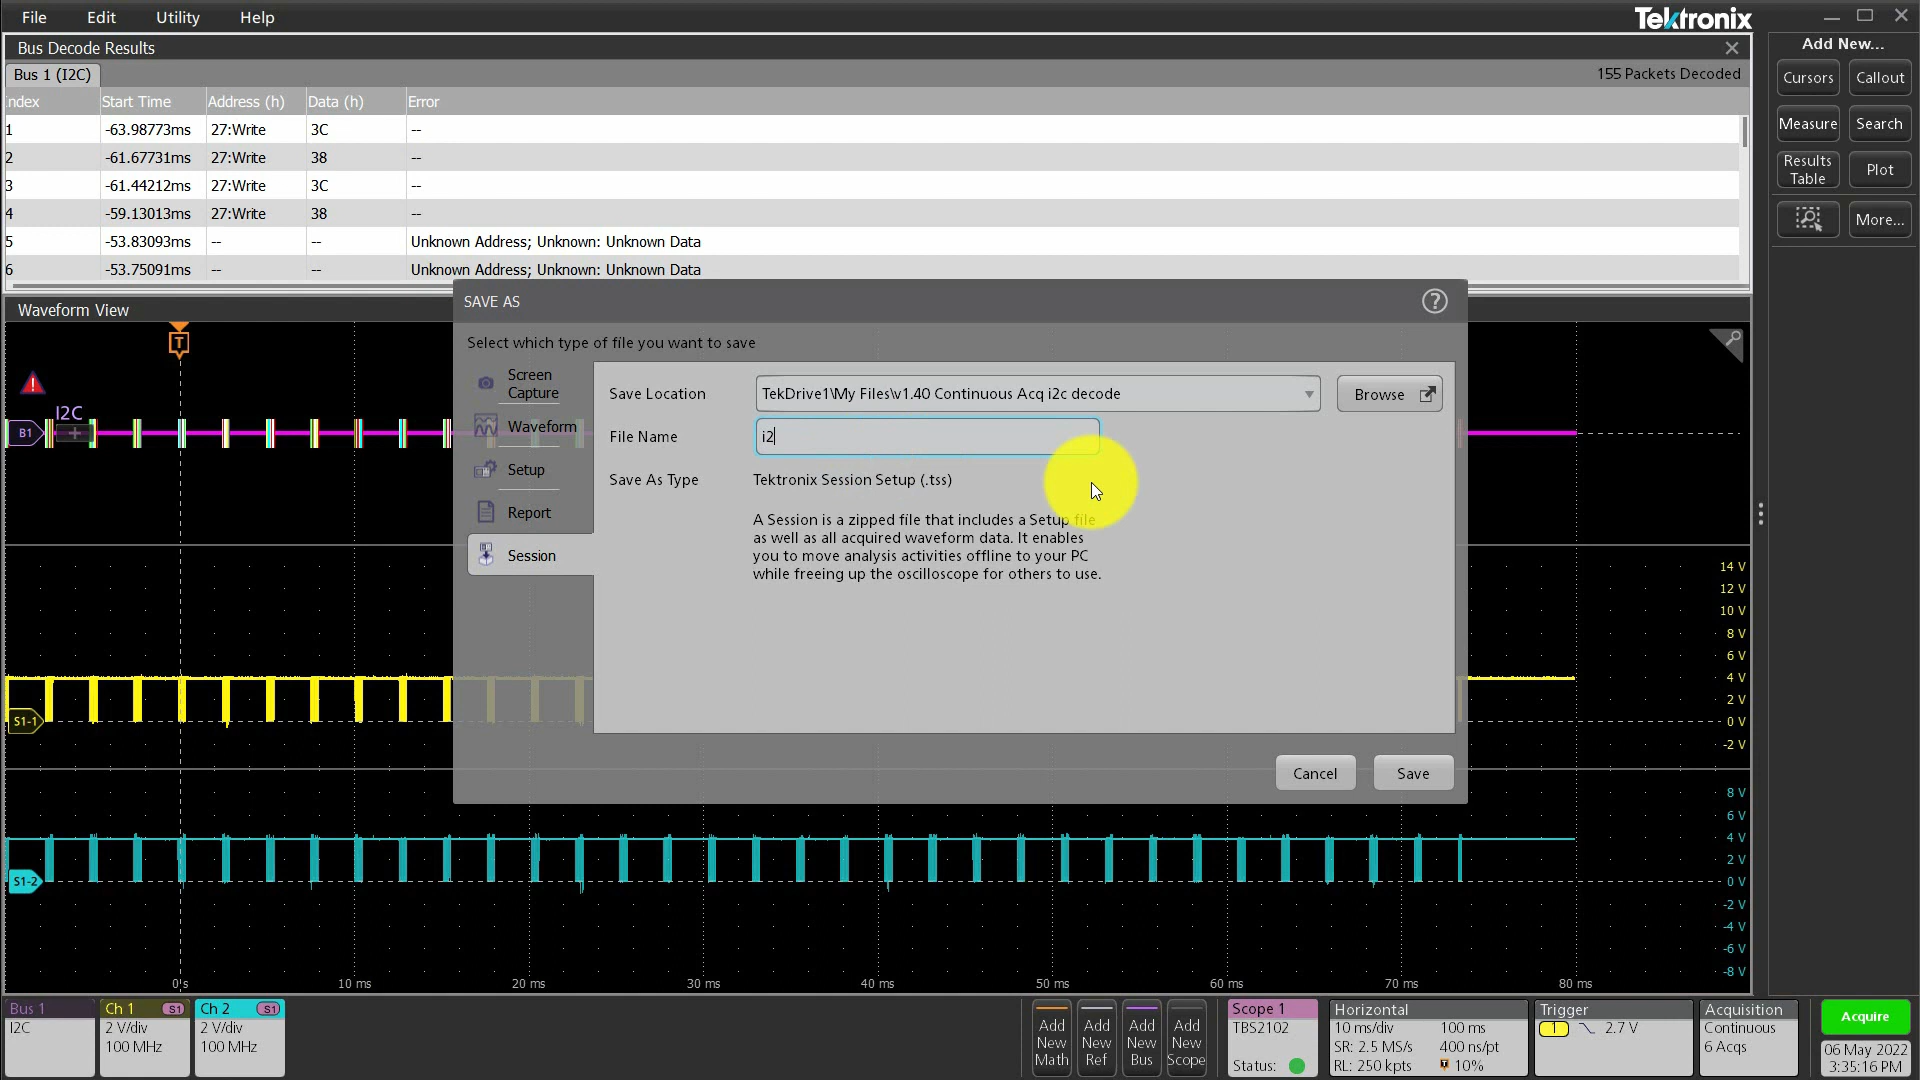 File Edit Utility Help
Tektronix
Bus Decode Results
Add New...
Bus 1 (I2C)
155 Packets Decoded
Cursors Callout
ndex Start Time Address (h) Data (h) Error
1 -63.98773ms 27:Write 3C --
Measure Search
2 -61.67731ms 27:Write 38 --
Results Table Plot
3 -61.44212ms 27:Write 3C --
4 -59.13013ms 27:Write 38 --
More...
5 -53.83093ms -- -- Unknown Address; Unknown: Unknown Data
6 -53.75091ms -- -- Unknown Address; Unknown: Unknown Data
Waveform View
T
I2C
B1
SAVE AS
?
Select which type of file you want to save
Screen
Capture
Waveform
Setup
Report
Session
Save Location TekDrive1\My Files\v1.40 Continuous Acq i2c decode Browse
File Name i2
Save As Type Tektronix Session Setup (.tss)
A Session is a zipped file that includes a Setup file
as well as all acquired waveform data. It enables
you to move analysis activities offline to your PC
while freeing up the oscilloscope for others to use.
Cancel Save
14 V
12 V
10 V
8 V
6 V
4 V
2 V
0 V
-2 V
S1-1
8 V
6 V
4 V
2 V
0 V
-2 V
-4 V
-6 V
-8 V
S1-2
0 s 10 ms 20 ms 30 ms 40 ms 50 ms 60 ms 70 ms 80 ms
Bus 1
I2C
Ch 1 S1
2 V/div
100 MHz
Ch 2 S1
2 V/div
100 MHz
Add
New
Math
Add
New
Ref
Add
New
Bus
Add
New
Scope
Scope 1
TBS2102
Status:
Horizontal
10 ms/div 100 ms
SR: 2.5 MS/s 400 ns/pt
RL: 250 kpts T 10%
Trigger
1 2.7 V
Acquisition
Continuous
6 Acqs
Acquire
06 May 2022
3:35:16 PM